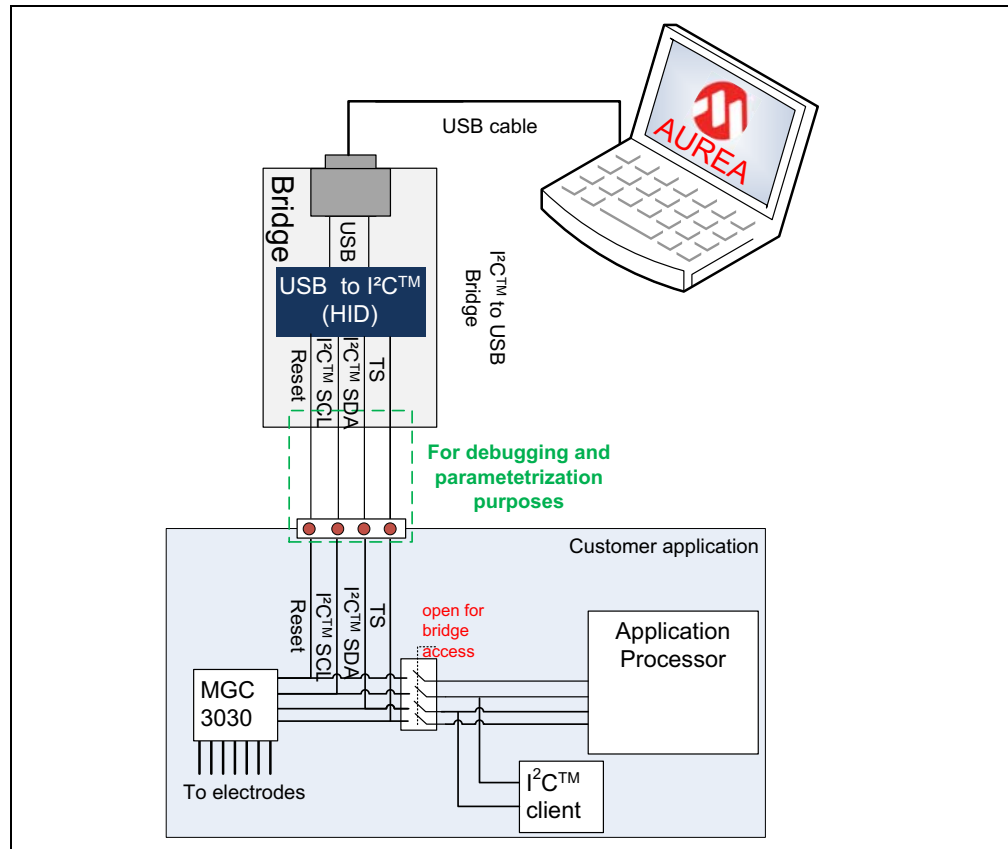 USB cable
AUREA
Bridge
USB
USB to I²C™
(HID)
I²C™ to USB
Bridge
Reset
I²C™ SCL
I²C™ SDA
TS
For debugging and
parametetrization
purposes
Customer application
Reset
I²C™ SCL
I²C™ SDA
TS
open for
bridge
access
Application
Processor
MGC
3030
To electrodes
I²C™
client